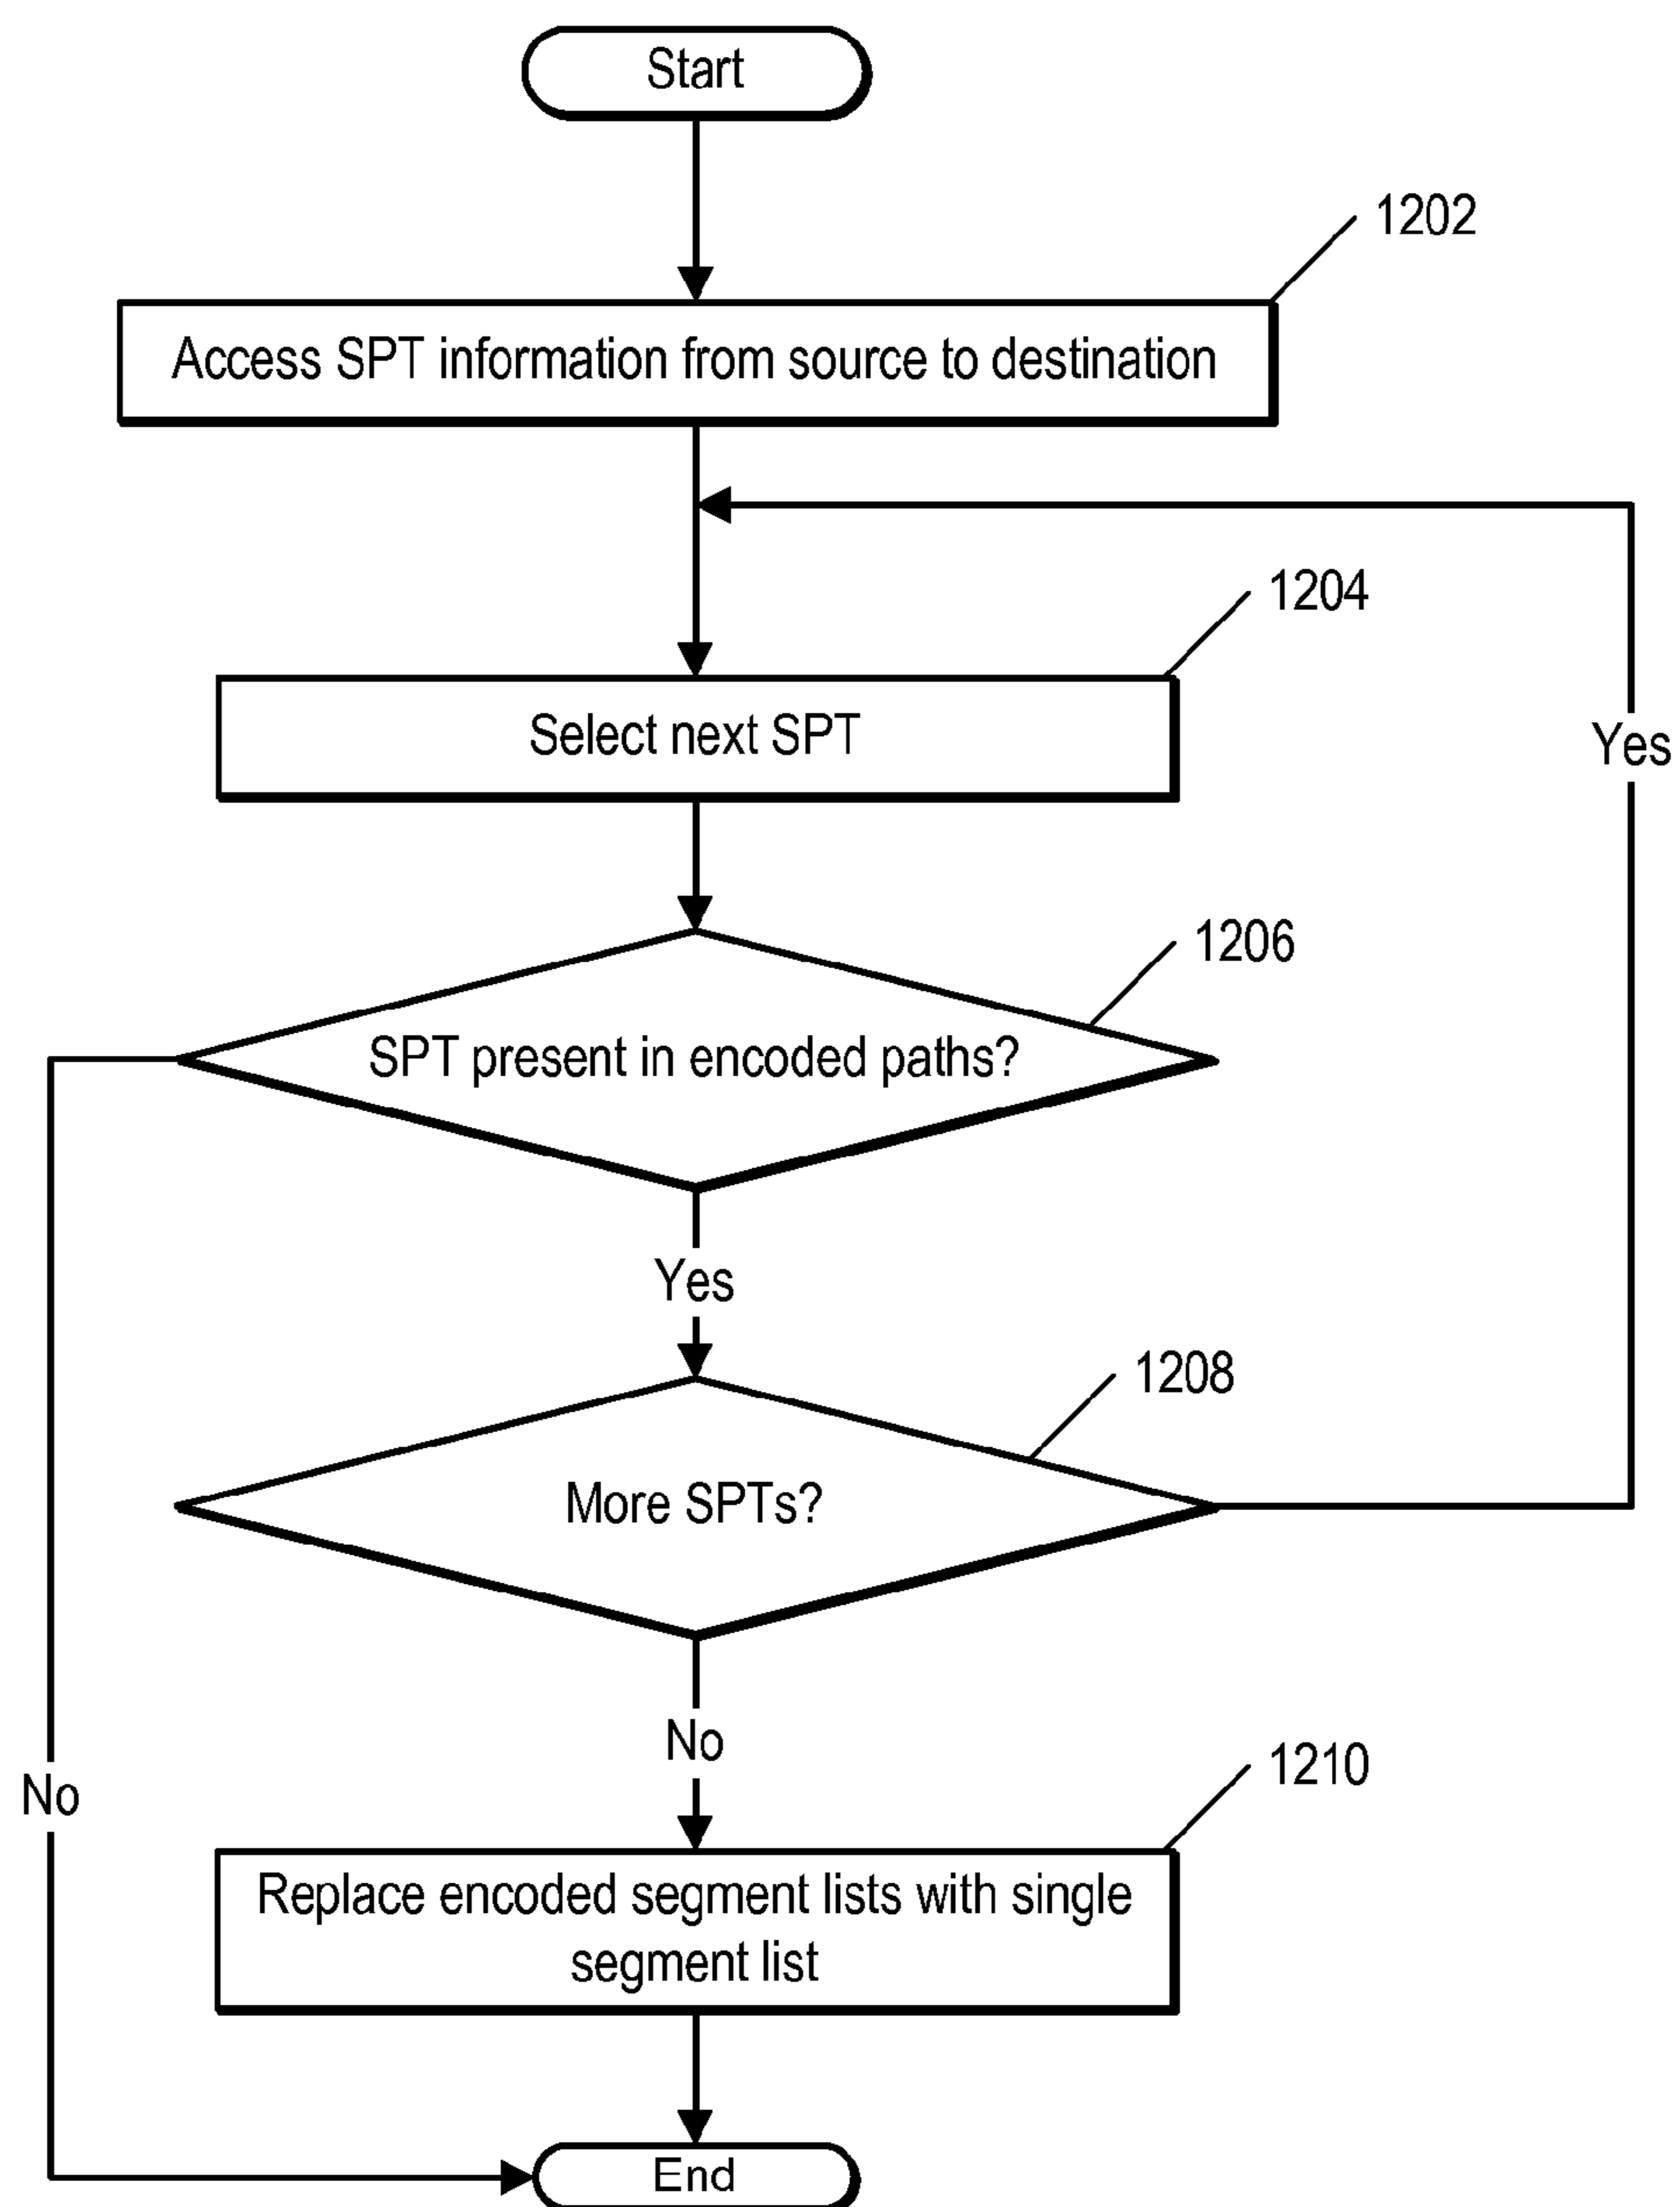 Start
1202
Access SPT information from source to destination
1204
Select next SPT
Yes
1206
SPT present in encoded paths?
Yes
1208
More SPTs?
No
No
1210
Replace encoded segment lists with single
segment list
End